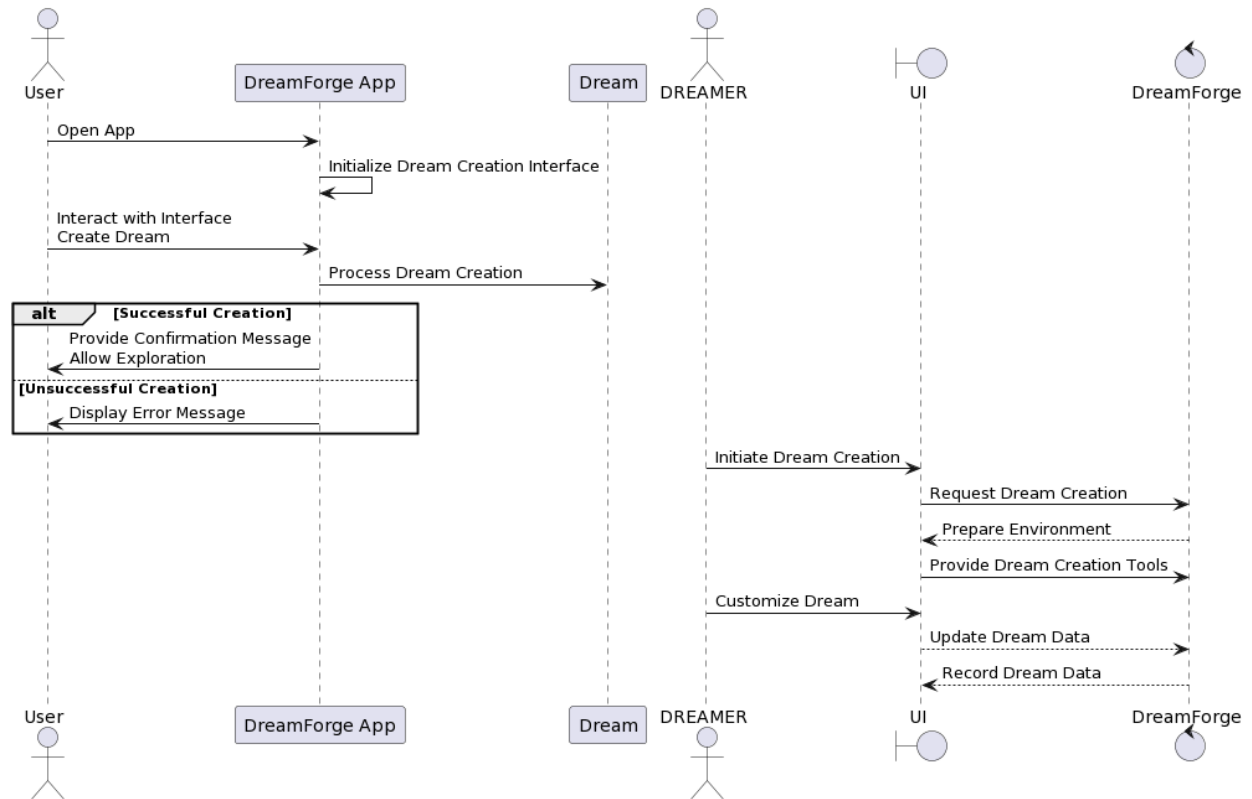 User
DreamForge App
Dream
DREAMER
UI
DreamForge
Open App
Initialize Dream Creation Interface
Interact with Interface
Create Dream
Process Dream Creation
alt
[Successful Creation]
Provide Confirmation Message
Allow Exploration
[Unsuccessful Creation]
Display Error Message
Initiate Dream Creation
Request Dream Creation
Prepare Environment
Provide Dream Creation Tools
Customize Dream
Update Dream Data
Record Dream Data
User
DreamForge App
Dream
DREAMER
UI
DreamForge